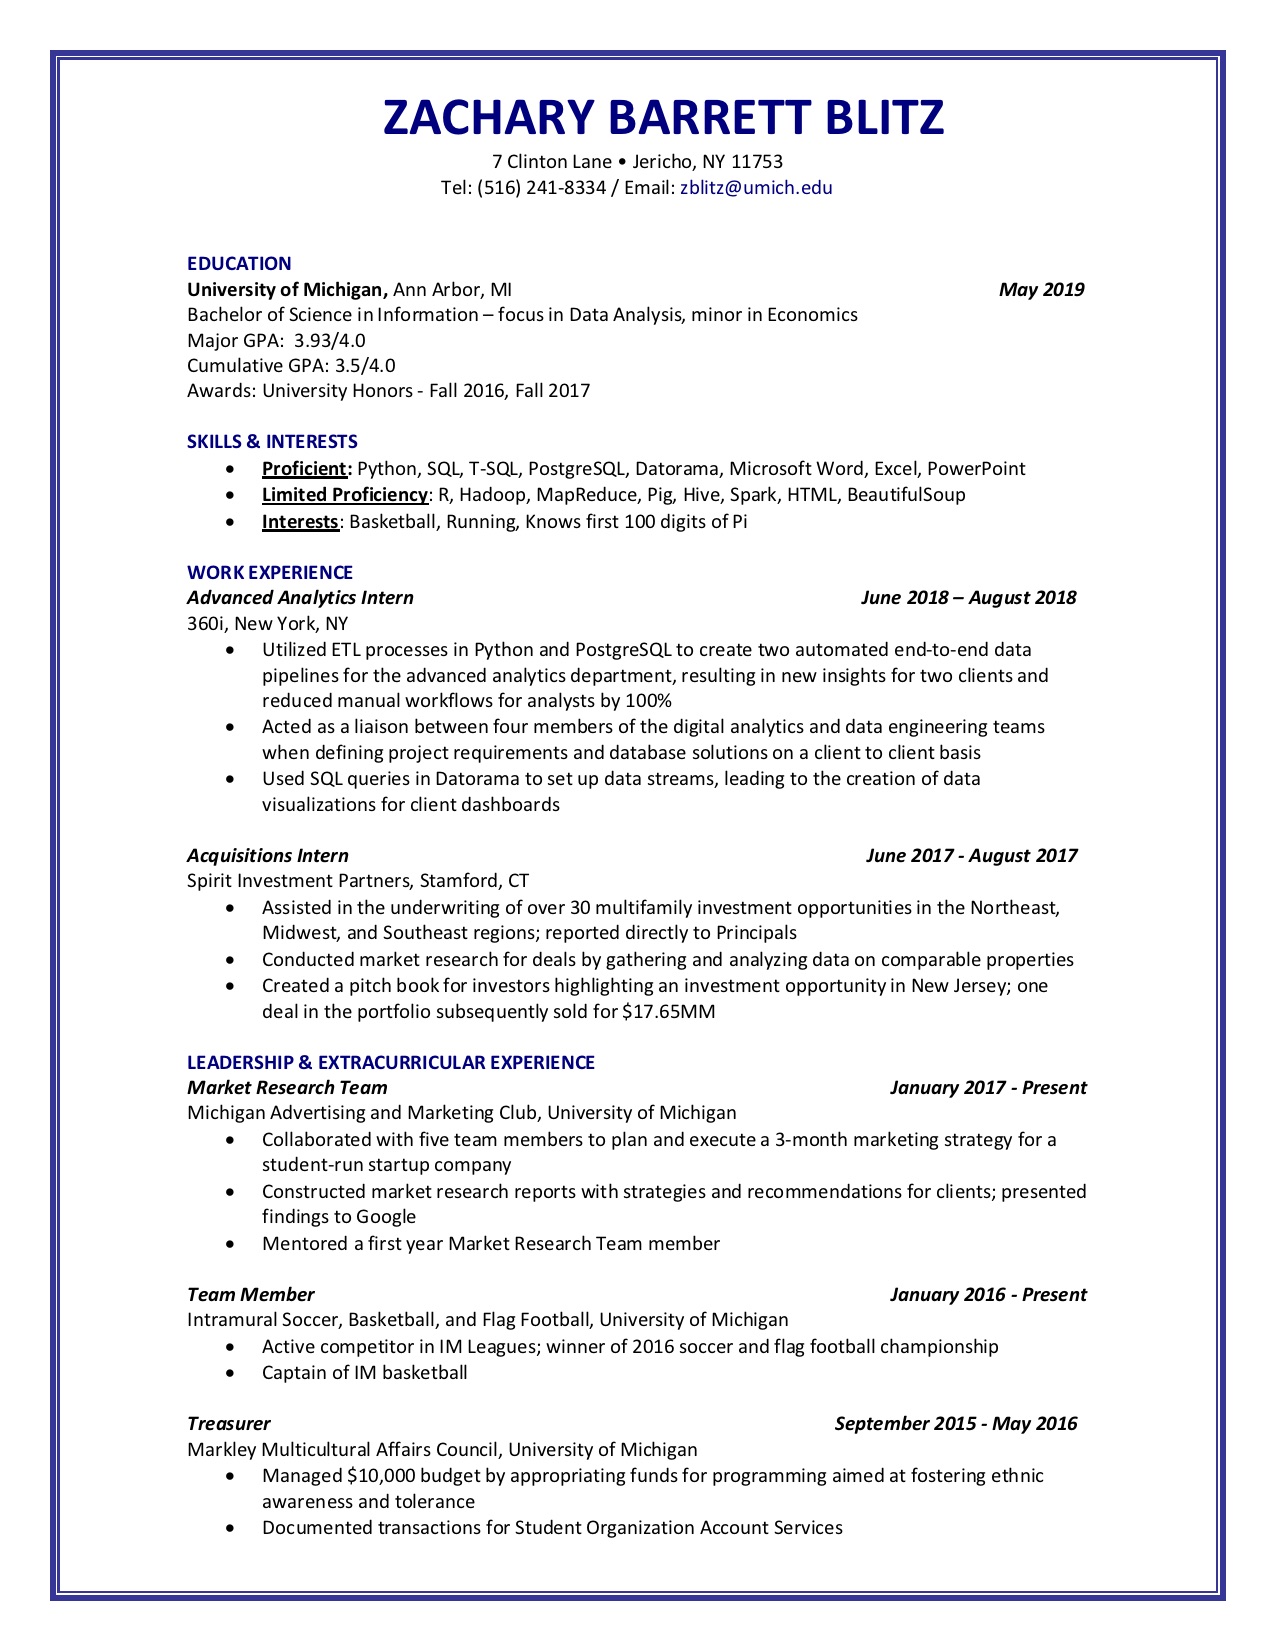 ZACHARY BARRETT BLITZ
7 Clinton Lane • Jericho, NY 11753
Tel: (516) 241-8334 / Email: zblitz@umich.edu
EDUCATION
University of Michigan, Ann Arbor, MI May 2019
Bachelor of Science in Information – focus in Data Analysis, minor in Economics
Major GPA: 3.93/4.0
Cumulative GPA: 3.5/4.0
Awards: University Honors - Fall 2016, Fall 2017
SKILLS & INTERESTS
• Proficient: Python, SQL, T-SQL, PostgreSQL, Datorama, Microsoft Word, Excel, PowerPoint
• Limited Proficiency: R, Hadoop, MapReduce, Pig, Hive, Spark, HTML, BeautifulSoup
• Interests: Basketball, Running, Knows first 100 digits of Pi
WORK EXPERIENCE
Advanced Analytics Intern June 2018 – August 2018
360i, New York, NY
• Utilized ETL processes in Python and PostgreSQL to create two automated end-to-end data
pipelines for the advanced analytics department, resulting in new insights for two clients and
reduced manual workflows for analysts by 100%
• Acted as a liaison between four members of the digital analytics and data engineering teams
when defining project requirements and database solutions on a client to client basis
• Used SQL queries in Datorama to set up data streams, leading to the creation of data
visualizations for client dashboards
Acquisitions Intern June 2017 - August 2017
Spirit Investment Partners, Stamford, CT
• Assisted in the underwriting of over 30 multifamily investment opportunities in the Northeast,
Midwest, and Southeast regions; reported directly to Principals
• Conducted market research for deals by gathering and analyzing data on comparable properties
• Created a pitch book for investors highlighting an investment opportunity in New Jersey; one
deal in the portfolio subsequently sold for $17.65MM
LEADERSHIP & EXTRACURRICULAR EXPERIENCE
Market Research Team January 2017 - Present
Michigan Advertising and Marketing Club, University of Michigan
• Collaborated with five team members to plan and execute a 3-month marketing strategy for a
student-run startup company
• Constructed market research reports with strategies and recommendations for clients; presented
findings to Google
• Mentored a first year Market Research Team member
Team Member January 2016 - Present
Intramural Soccer, Basketball, and Flag Football, University of Michigan
• Active competitor in IM Leagues; winner of 2016 soccer and flag football championship
• Captain of IM basketball
Treasurer September 2015 - May 2016
Markley Multicultural Affairs Council, University of Michigan
• Managed $10,000 budget by appropriating funds for programming aimed at fostering ethnic
awareness and tolerance
• Documented transactions for Student Organization Account Services